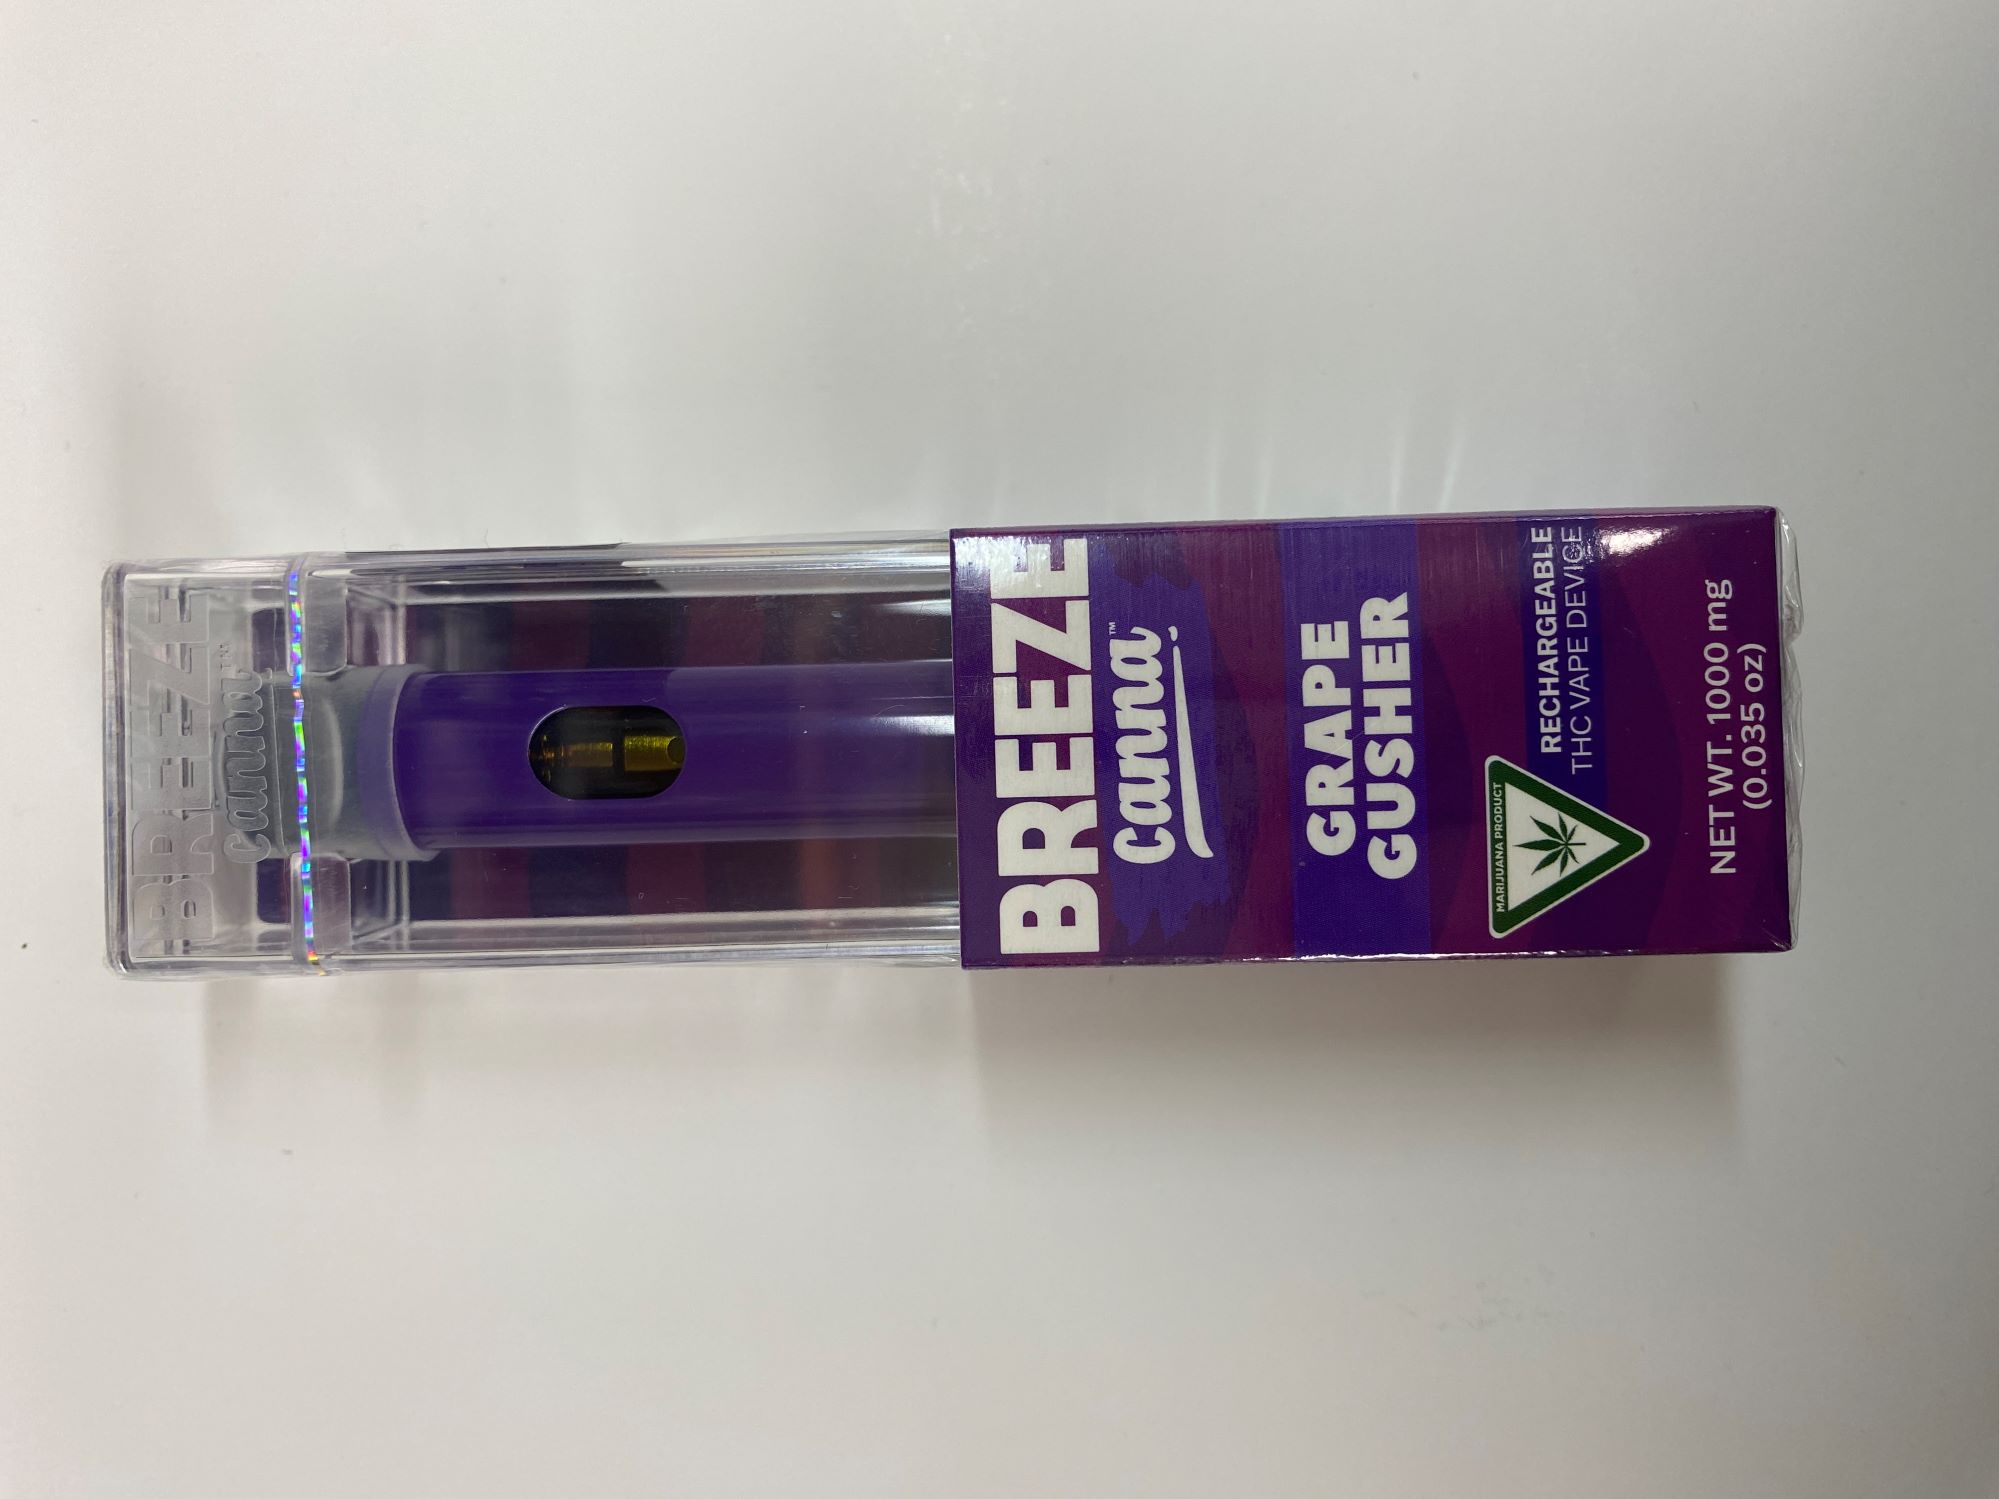 BREEZE
canna™
BREEZE
canna™
GRAPE
GUSHER
MARIJUANA PRODUCT
RECHARGEABLE
THC VAPE DEVICE
NET WT. 1000 mg
(0.035 oz)